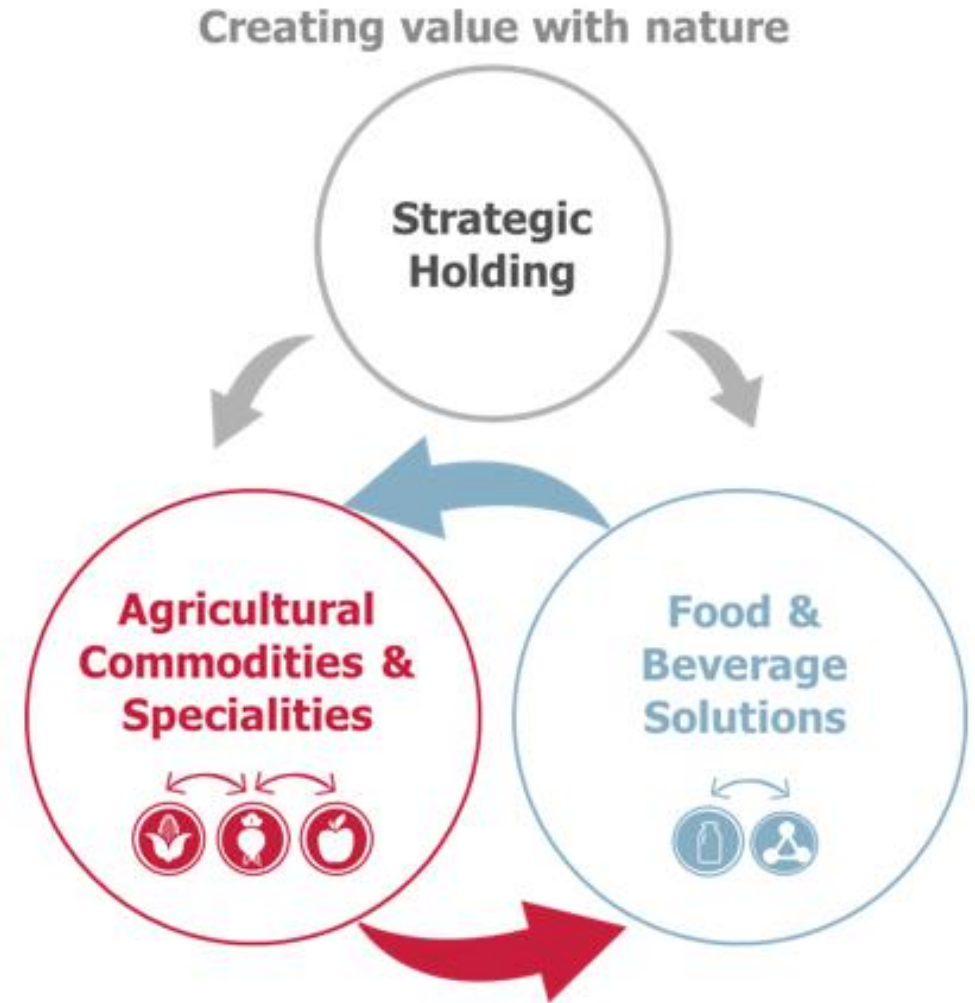 Creating value with nature
Strategic
Holding
Agricultural
Commodities &
Specialities
Food &
Beverage
Solutions